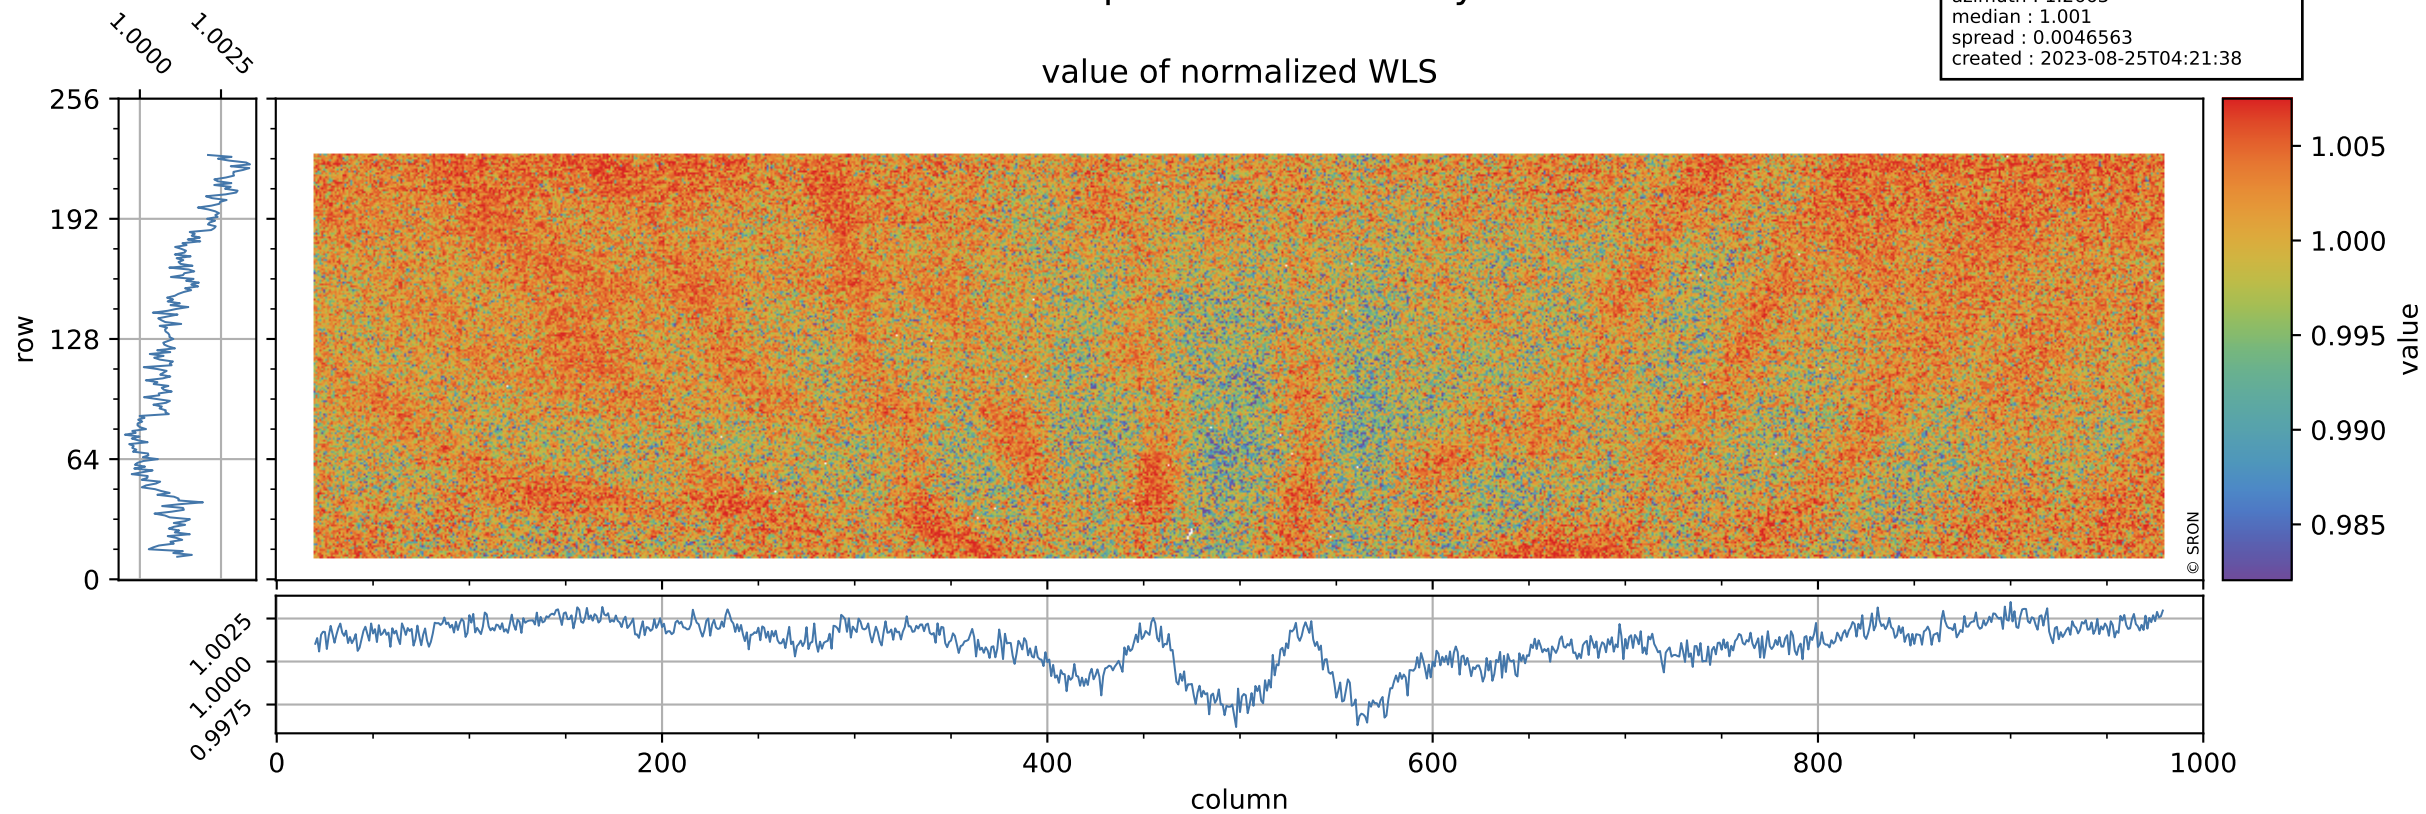 median : 1.001
spread : 0.0046563
created : 2023-08-25T04:21:38
value of normalized WLS
1.0000
1.0025
256
192
128
64
0
row
1.005
1.000
0.995
0.990
0.985
value
© SRON
1.0025
1.0000
0.9975
0
200
400
600
800
1000
column